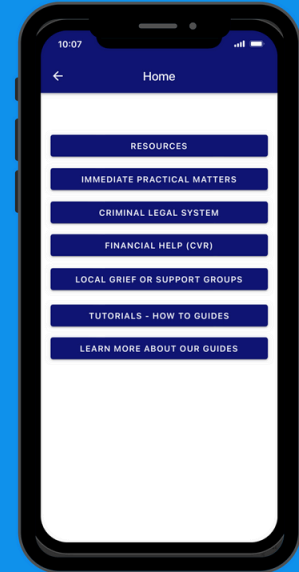 10:07
Home
RESOURCES
IMMEDIATE PRACTICAL MATTERS
CRIMINAL LEGAL SYSTEM
FINANCIAL HELP (CVR)
LOCAL GRIEF OR SUPPORT GROUPS
TUTORIALS - HOW TO GUIDES
LEARN MORE ABOUT OUR GUIDES